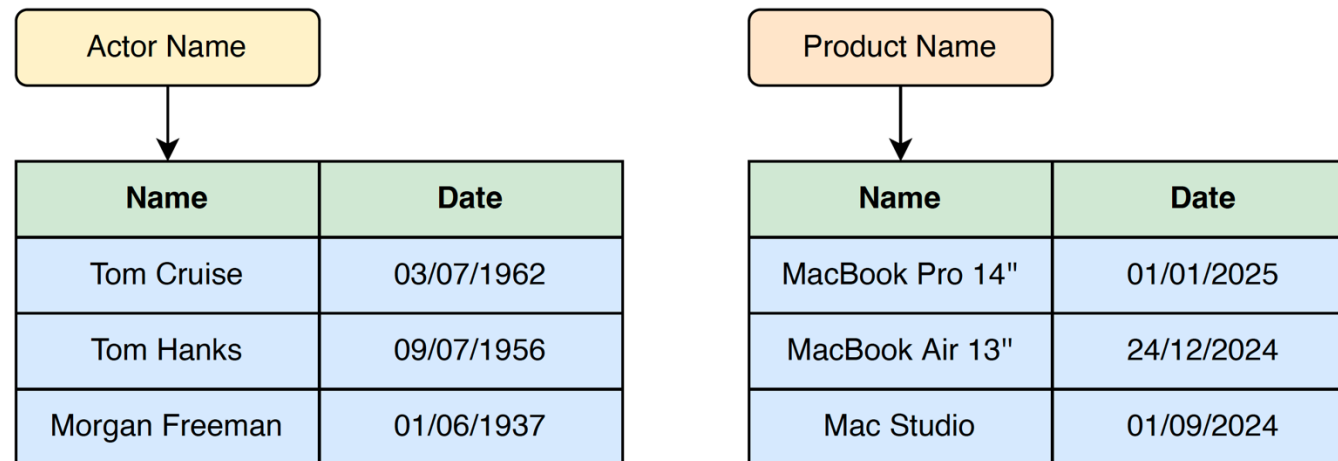 Actor Name
Product Name
Name Date
Tom Cruise 03/07/1962
Tom Hanks 09/07/1956
Morgan Freeman 01/06/1937
Name Date
MacBook Pro 14" 01/01/2025
MacBook Air 13" 24/12/2024
Mac Studio 01/09/2024